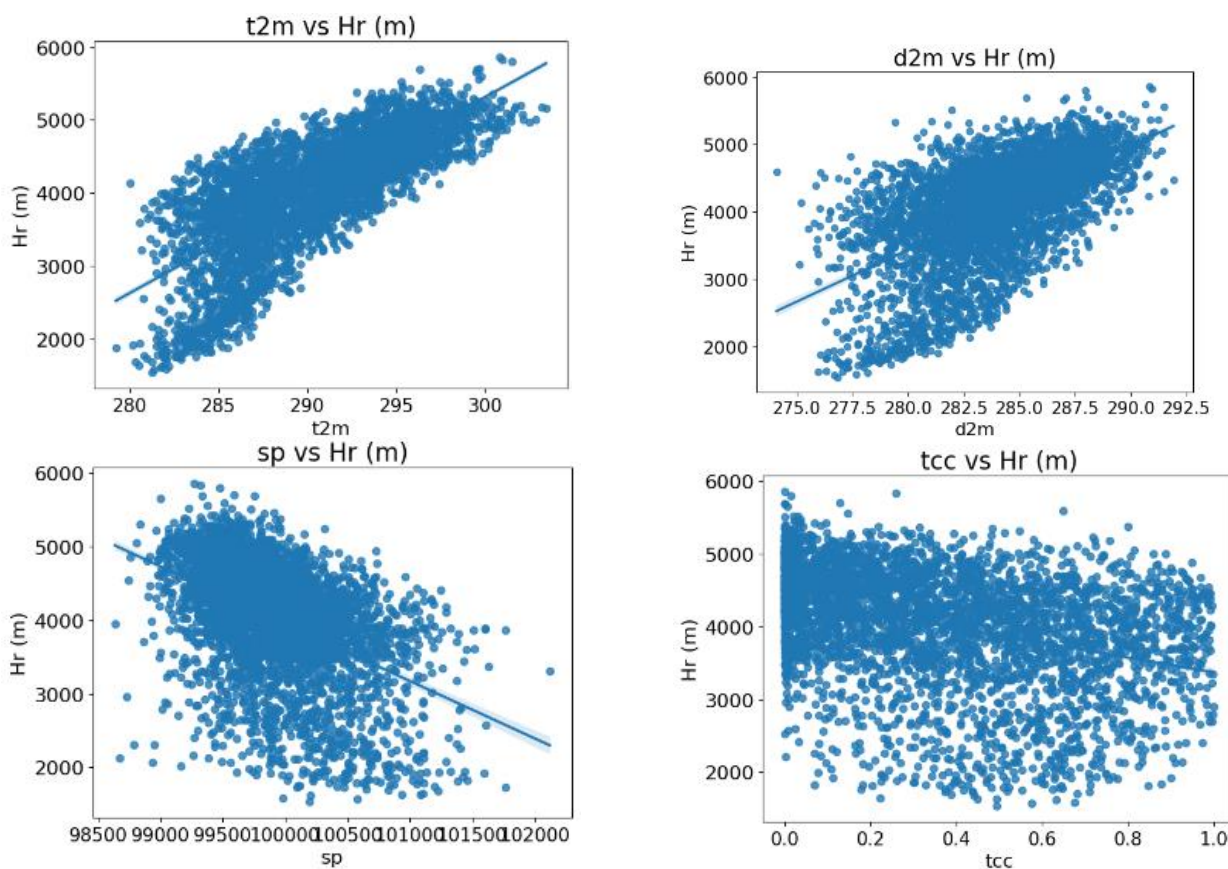 t2m vs Hr (m)
6000
5000
4000
3000
2000
Hr (m)
280 285 290 295 300
t2m
d2m vs Hr (m)
6000
5000
4000
3000
2000
Hr (m)
275.0 277.5 280.0 282.5 285.0 287.5 290.0 292.5
d2m
sp vs Hr (m)
6000
5000
4000
3000
2000
Hr (m)
98500 99000 99500 100000 100500 101000 101500 102000
sp
tcc vs Hr (m)
6000
5000
4000
3000
2000
Hr (m)
0.0 0.2 0.4 0.6 0.8 1.0
tcc